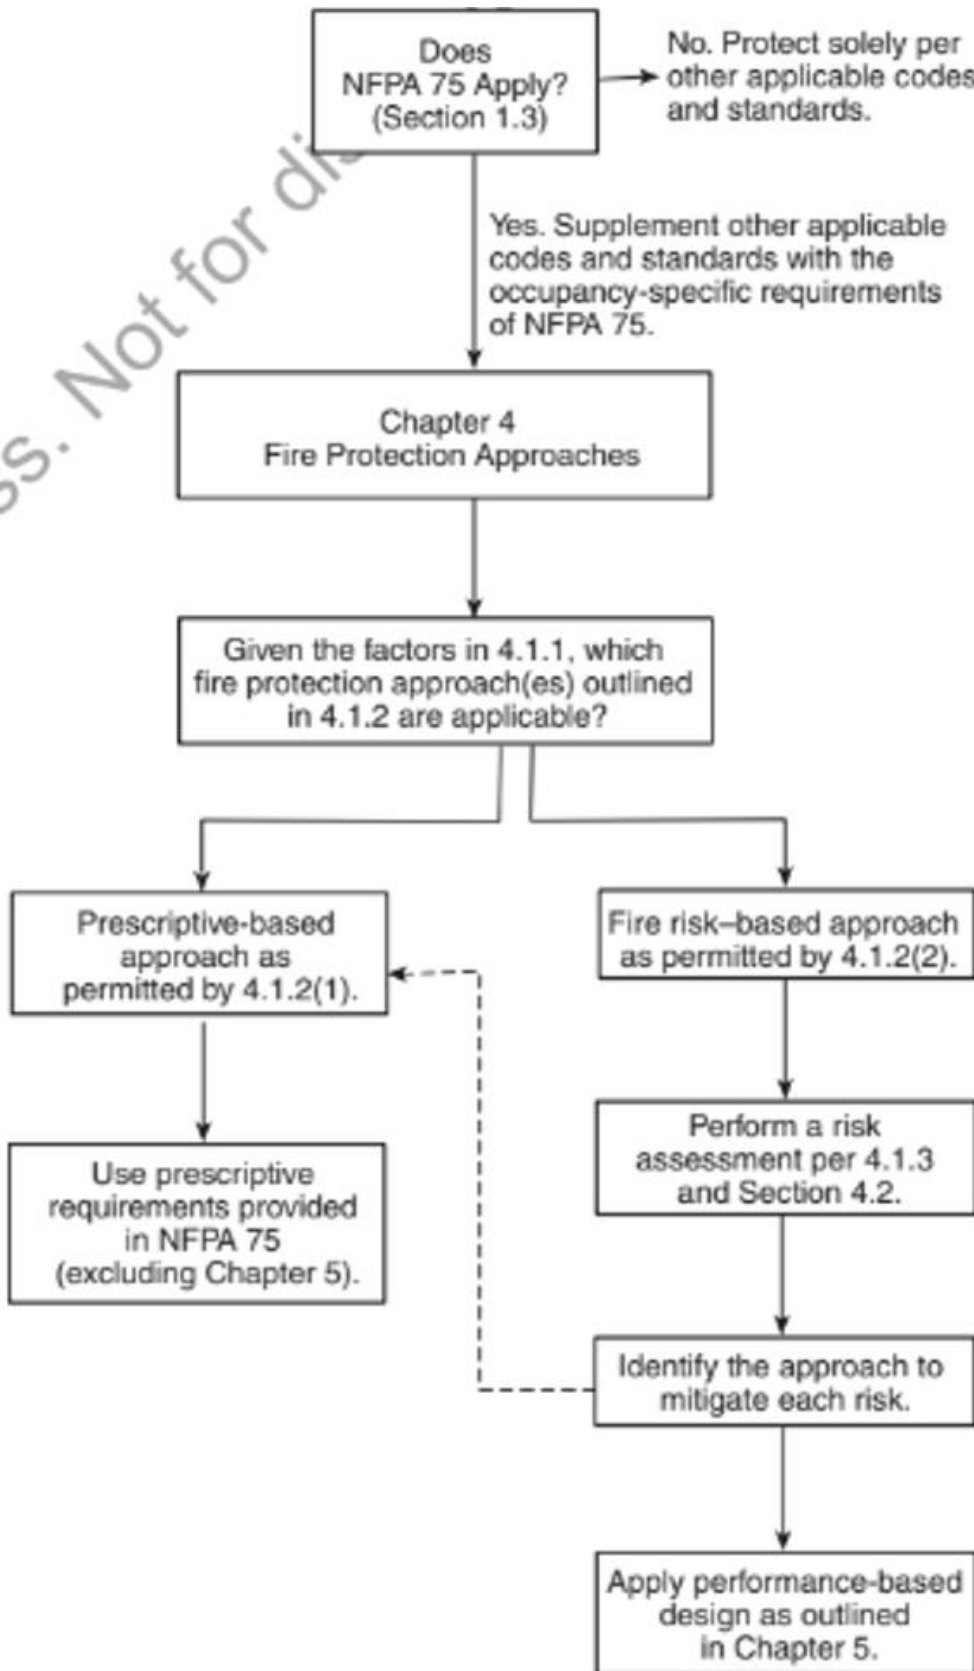 Does
NFPA 75 Apply?
(Section 1.3)
No. Protect solely per
other applicable codes
and standards.
Yes. Supplement other applicable
codes and standards with the
occupancy-specific requirements
of NFPA 75.
Not for
Chapter 4
Fire Protection Approaches
Given the factors in 4.1.1, which
fire protection approach(es) outlined
in 4.1.2 are applicable?
Prescriptive-based
approach as
permitted by 4.1.2(1).
Fire risk–based approach
as permitted by 4.1.2(2).
Use prescriptive
requirements provided
in NFPA 75
(excluding Chapter 5).
Perform a risk
assessment per 4.1.3
and Section 4.2.
Identify the approach to
mitigate each risk.
Apply performance-based
design as outlined
in Chapter 5.